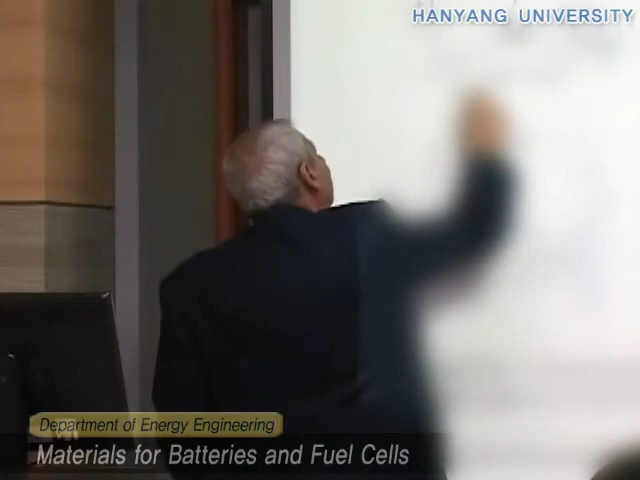 HANYANG UNIVERSITY
Department of Energy Engineering
Materials for Batteries and Fuel Cells